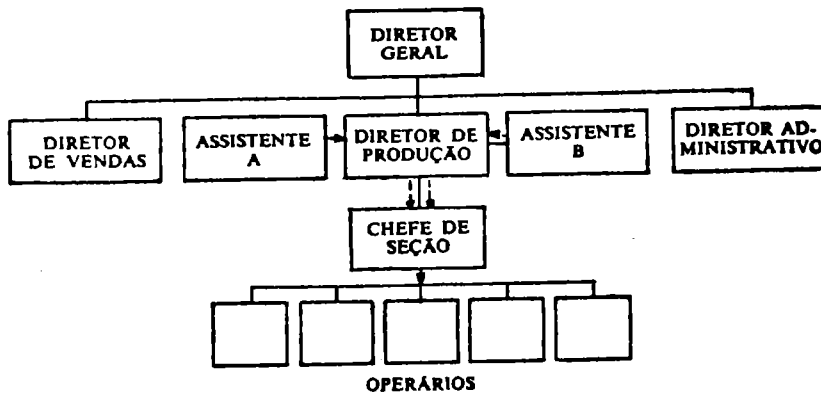 DIRETOR
GERAL
DIRETOR
DE VENDAS
ASSISTENTE
A
DIRETOR DE
PRODUÇÃO
ASSISTENTE
B
DIRETOR AD-
MINISTRATIVO
CHEFE DE
SEÇÃO
OPERÁRIOS